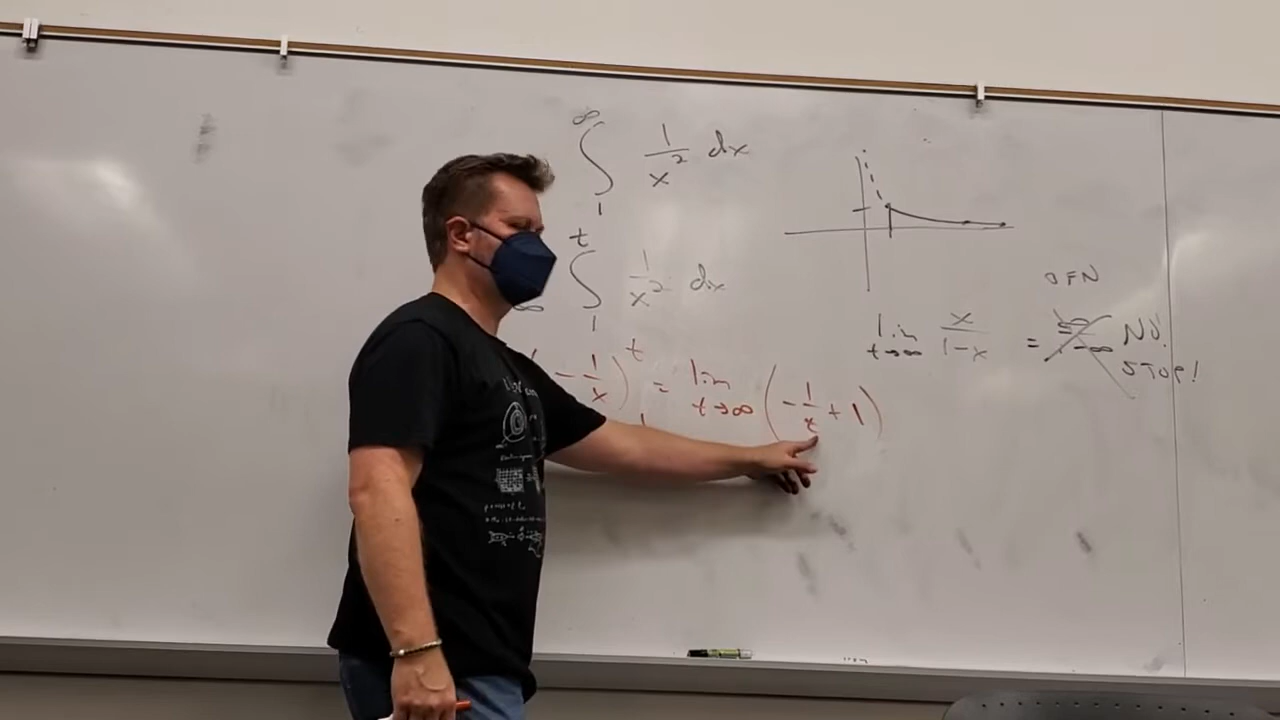 ∞ ∫ 1 1/x² dx
t ∫ 1 1/x² dx
∞
-1/x) t 1 = lim t→∞ (-1/t + 1)
DFN
lim t→∞ x/(1-x) = ∞/-∞ NO!
STOP!